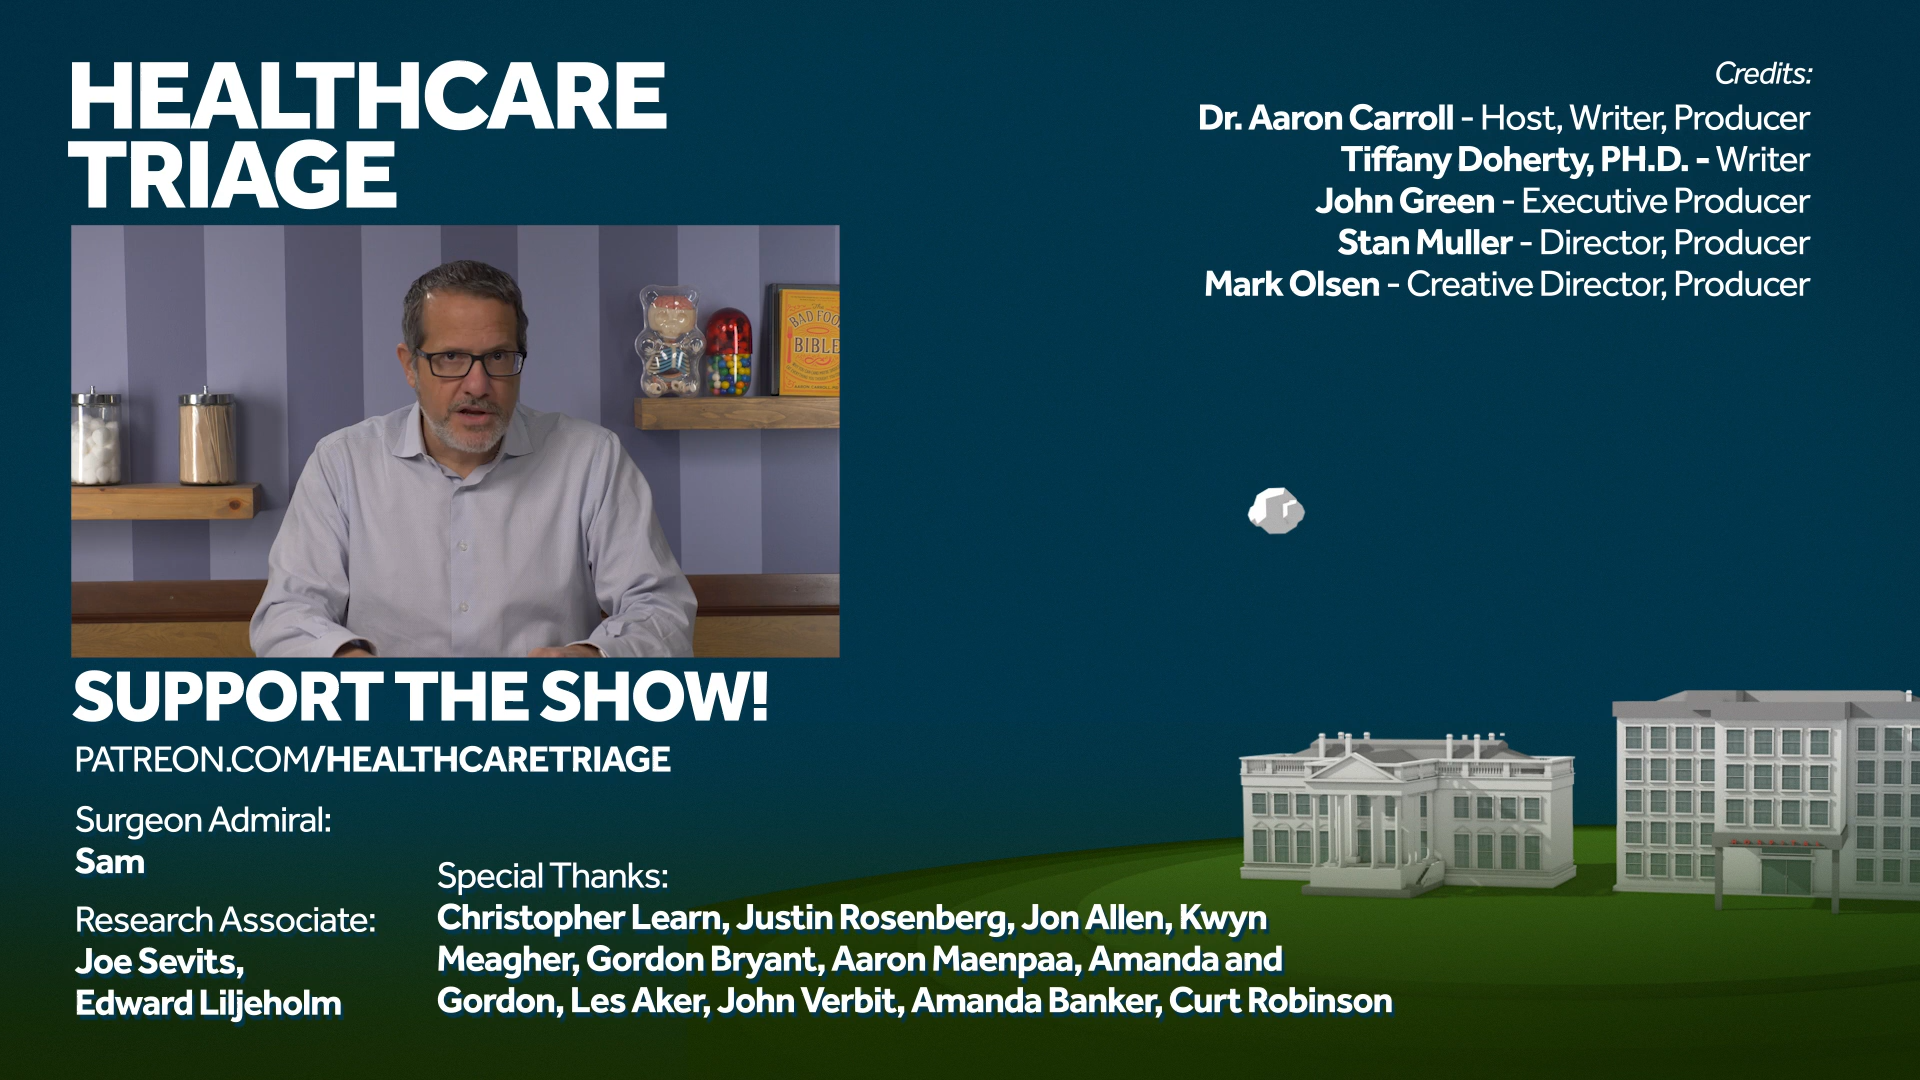 HEALTHCARE
TRIAGE
Credits:
Dr. Aaron Carroll - Host, Writer, Producer
Tiffany Doherty, PH.D. - Writer
John Green - Executive Producer
Stan Muller - Director, Producer
Mark Olsen - Creative Director, Producer
The
BAD FOO
BIBLE
SUPPORT THE SHOW!
PATREON.COM/HEALTHCARETRIAGE
Surgeon Admiral:
Sam
Research Associate:
Joe Sevits,
Edward Liljeholm
Special Thanks:
Christopher Learn, Justin Rosenberg, Jon Allen, Kwyn
Meagher, Gordon Bryant, Aaron Maenpaa, Amanda and
Gordon, Les Aker, John Verbit, Amanda Banker, Curt Robinson